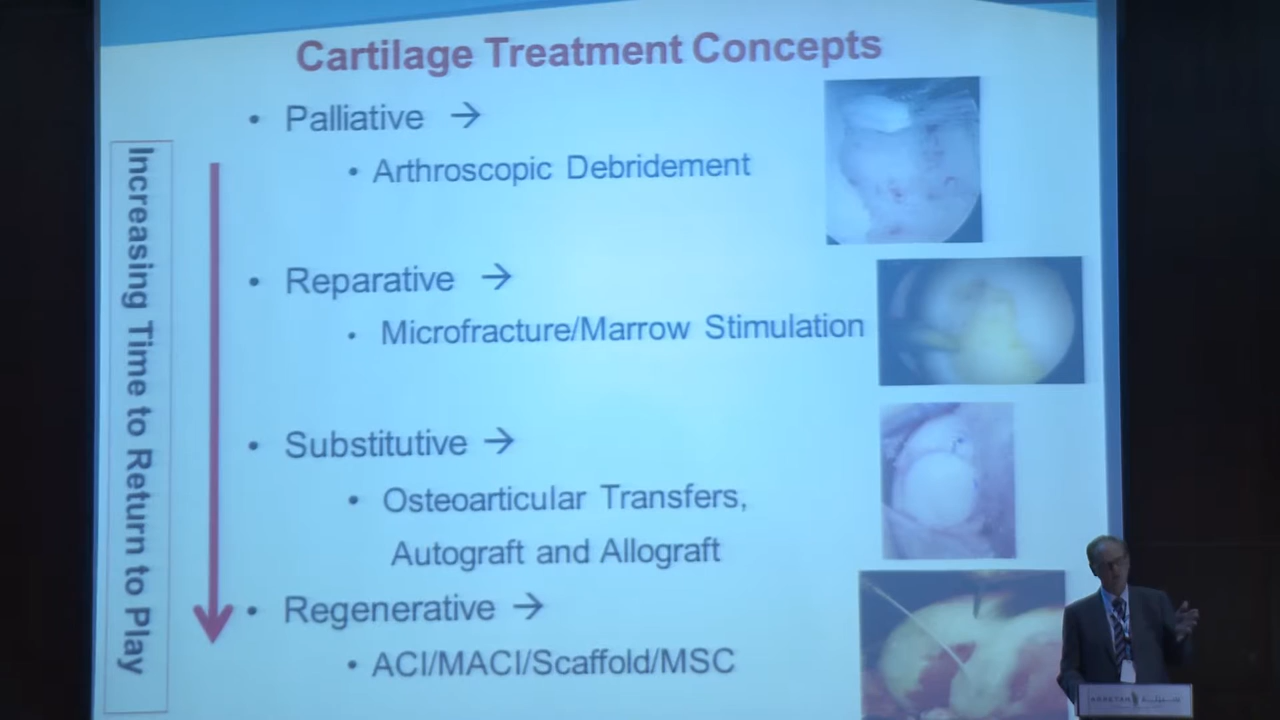 Cartilage Treatment Concepts
• Palliative →
• Arthroscopic Debridement
• Reparative →
• Microfracture/Marrow Stimulation
• Substitutive →
• Osteoarticular Transfers,
Autograft and Allograft
• Regenerative →
• ACI/MACI/Scaffold/MSC
Increasing Time to Return to Play